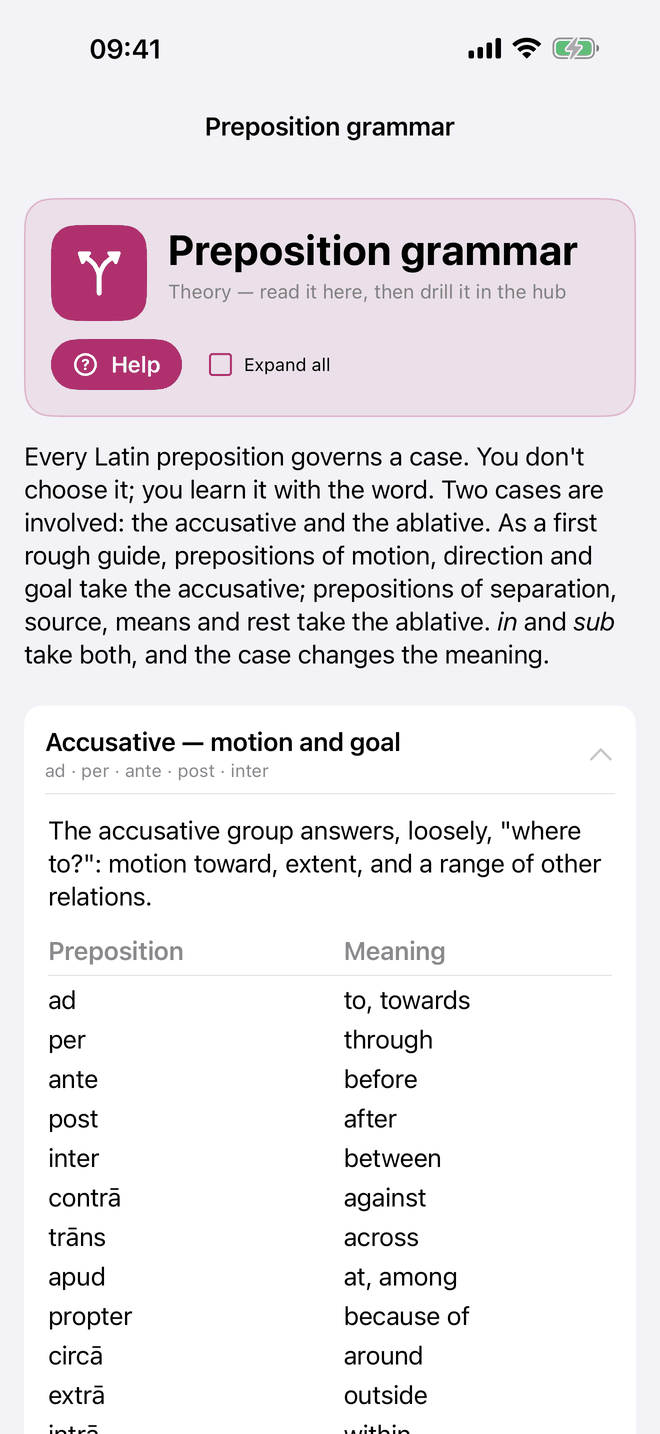 09:41
Preposition grammar
Preposition grammar
Theory — read it here, then drill it in the hub
Help
Expand all
Every Latin preposition governs a case. You don't
choose it; you learn it with the word. Two cases are
involved: the accusative and the ablative. As a first
rough guide, prepositions of motion, direction and
goal take the accusative; prepositions of separation,
source, means and rest take the ablative. in and sub
take both, and the case changes the meaning.
Accusative — motion and goal
ad · per · ante · post · inter
The accusative group answers, loosely, "where
to?": motion toward, extent, and a range of other
relations.
Preposition Meaning
ad to, towards
per through
ante before
post after
inter between
contrā against
trāns across
apud at, among
propter because of
circā around
extrā outside
intrā within